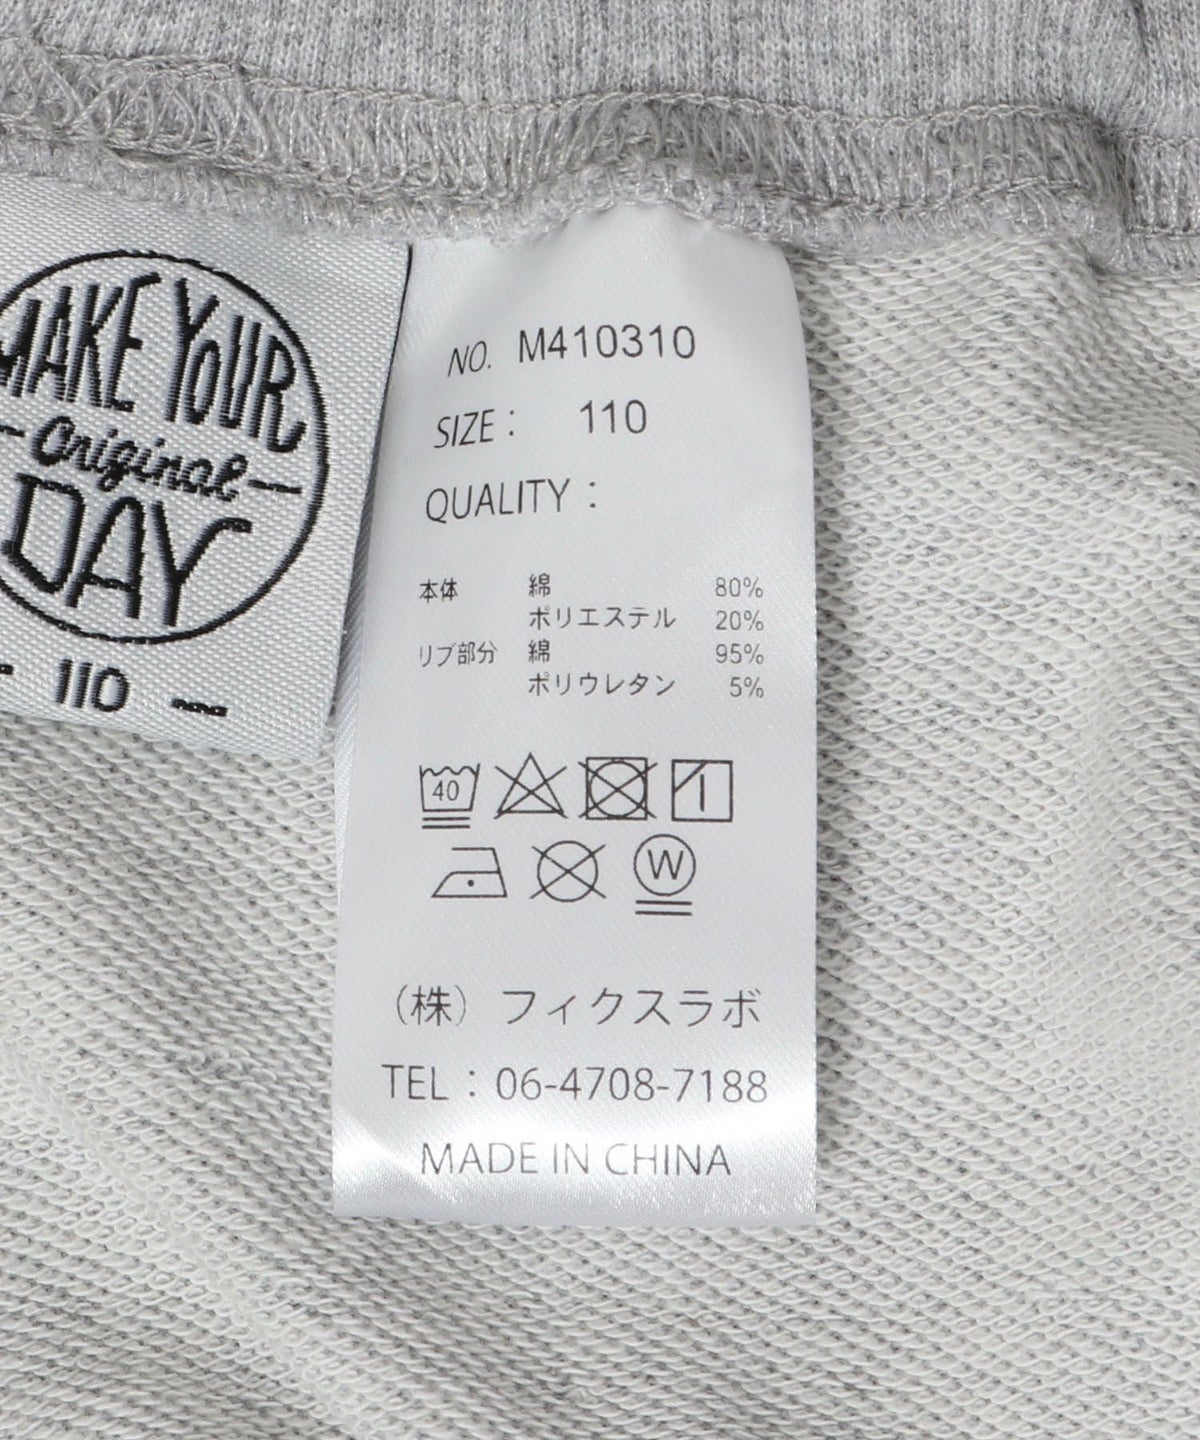 MAKE YOUR
Original
DAY
- 110 -
NO. M410310
SIZE : 110
QUALITY :
本体 綿 80%
ポリエステル 20%
リブ部分 綿 95%
ポリウレタン 5%
40
W
（株）フィクスラボ
TEL : 06-4708-7188
MADE IN CHINA